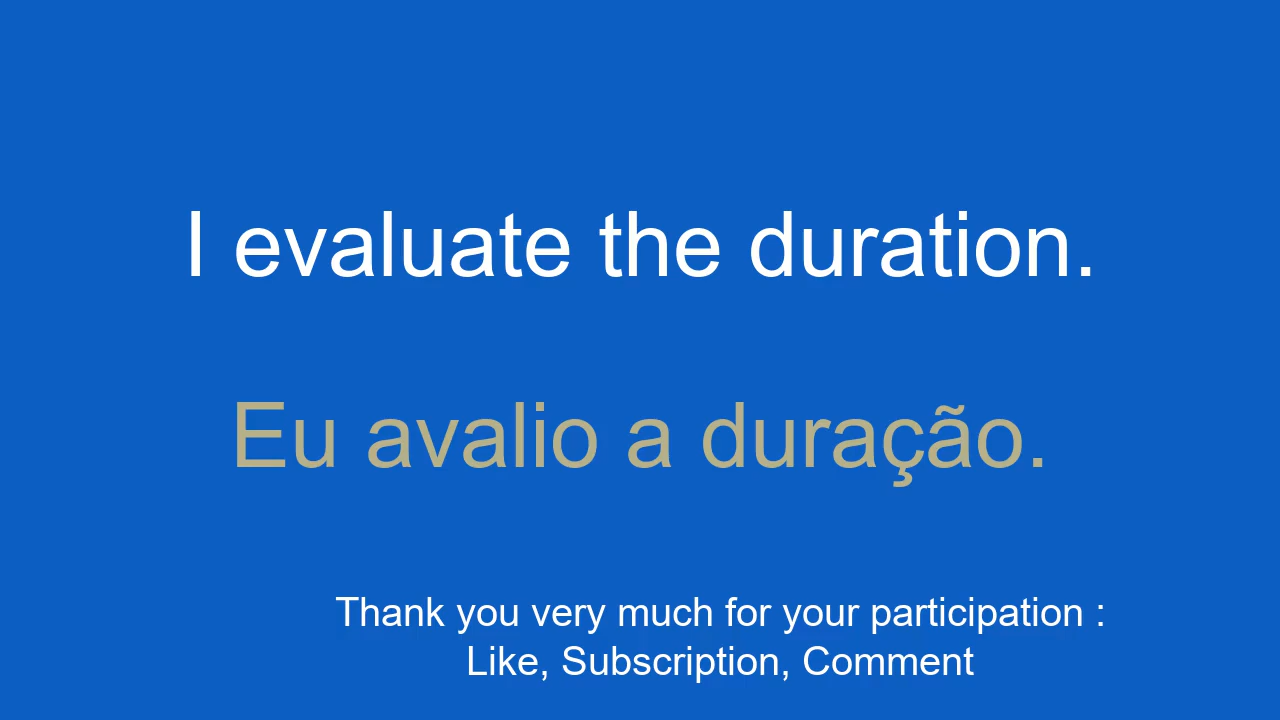 I evaluate the duration.
Eu avalio a duração.
Thank you very much for your participation :
Like, Subscription, Comment